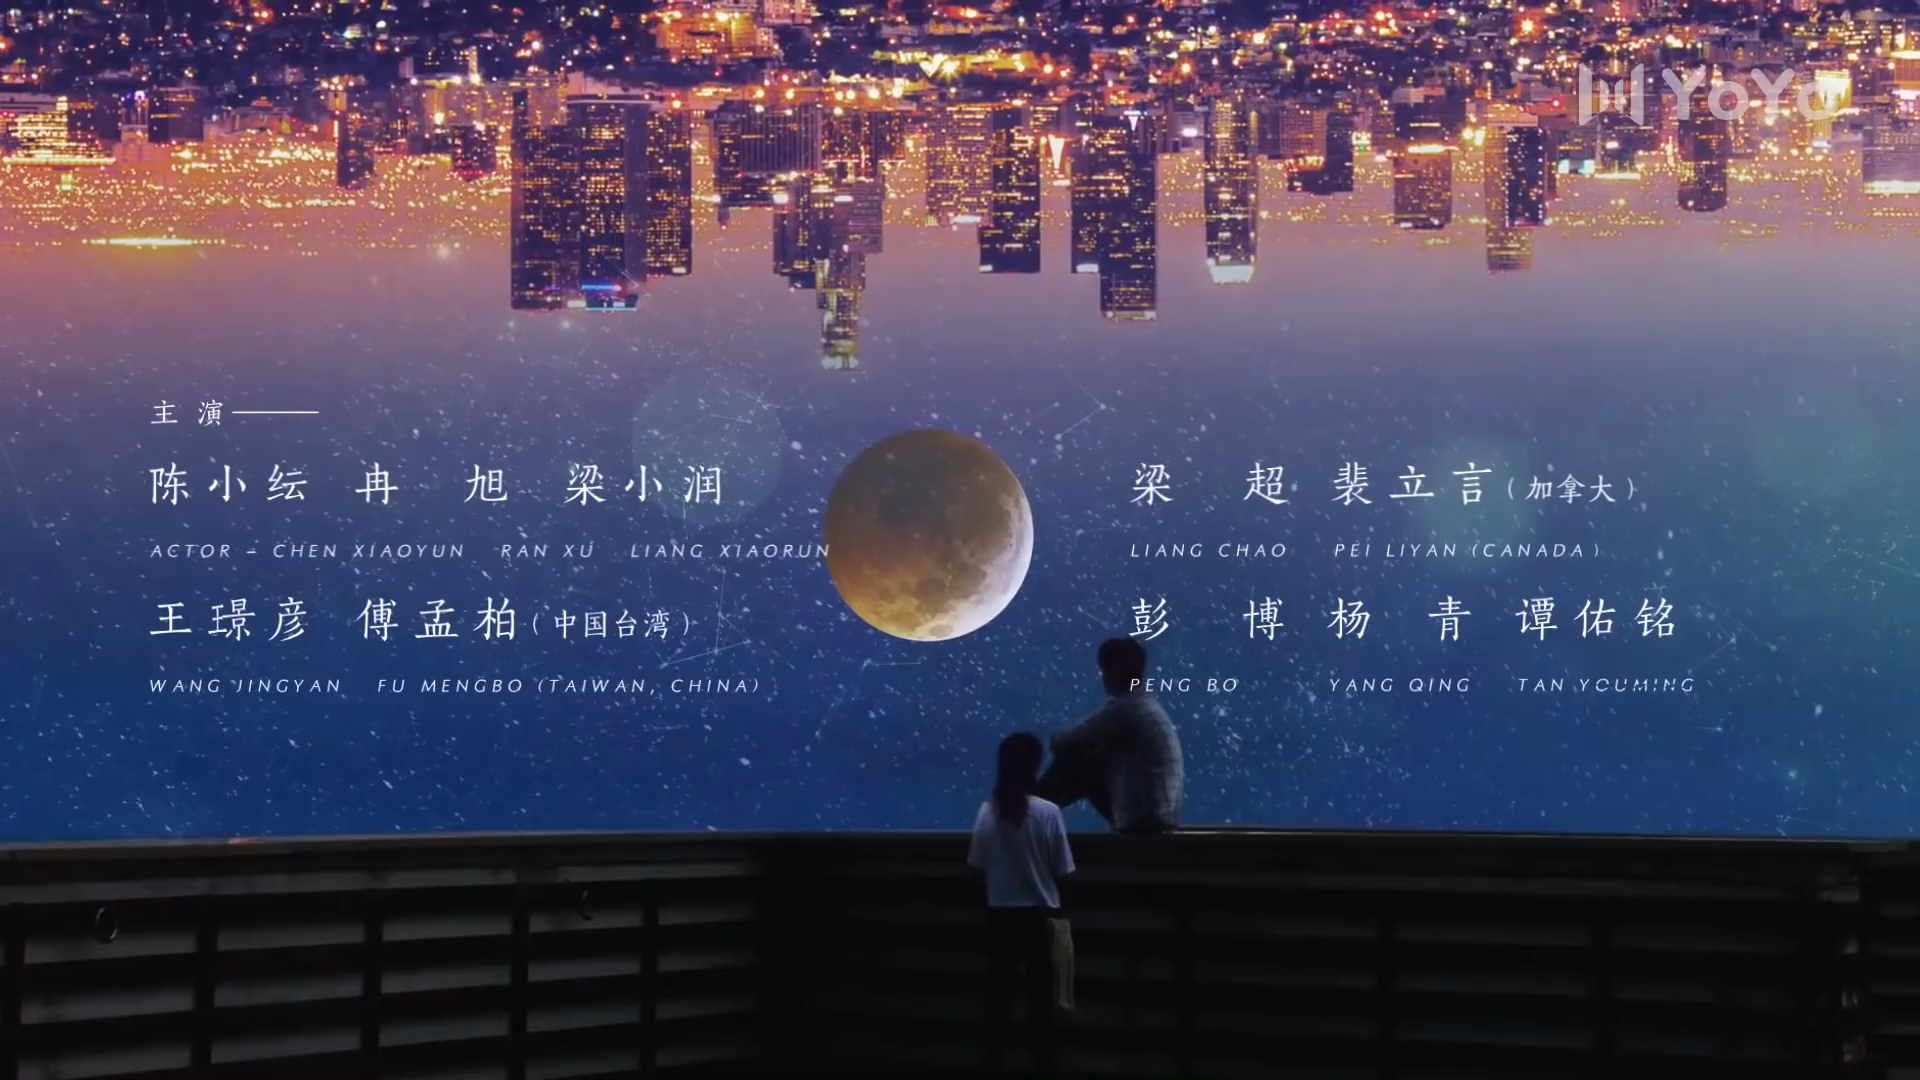 YoYo
主 演——
陈小纭 冉 旭 梁小润
ACTOR - CHEN XIAOYUN RAN XU LIANG XIAORUN
王璟彦 傅孟柏(中国台湾)
WANG JINGYAN FU MENGBO (TAIWAN, CHINA)
梁 超 裴立言(加拿大)
LIANG CHAO PEI LIYAN (CANADA)
彭 博 杨 青 谭佑铭
PENG BO YANG QING TAN YOUMING